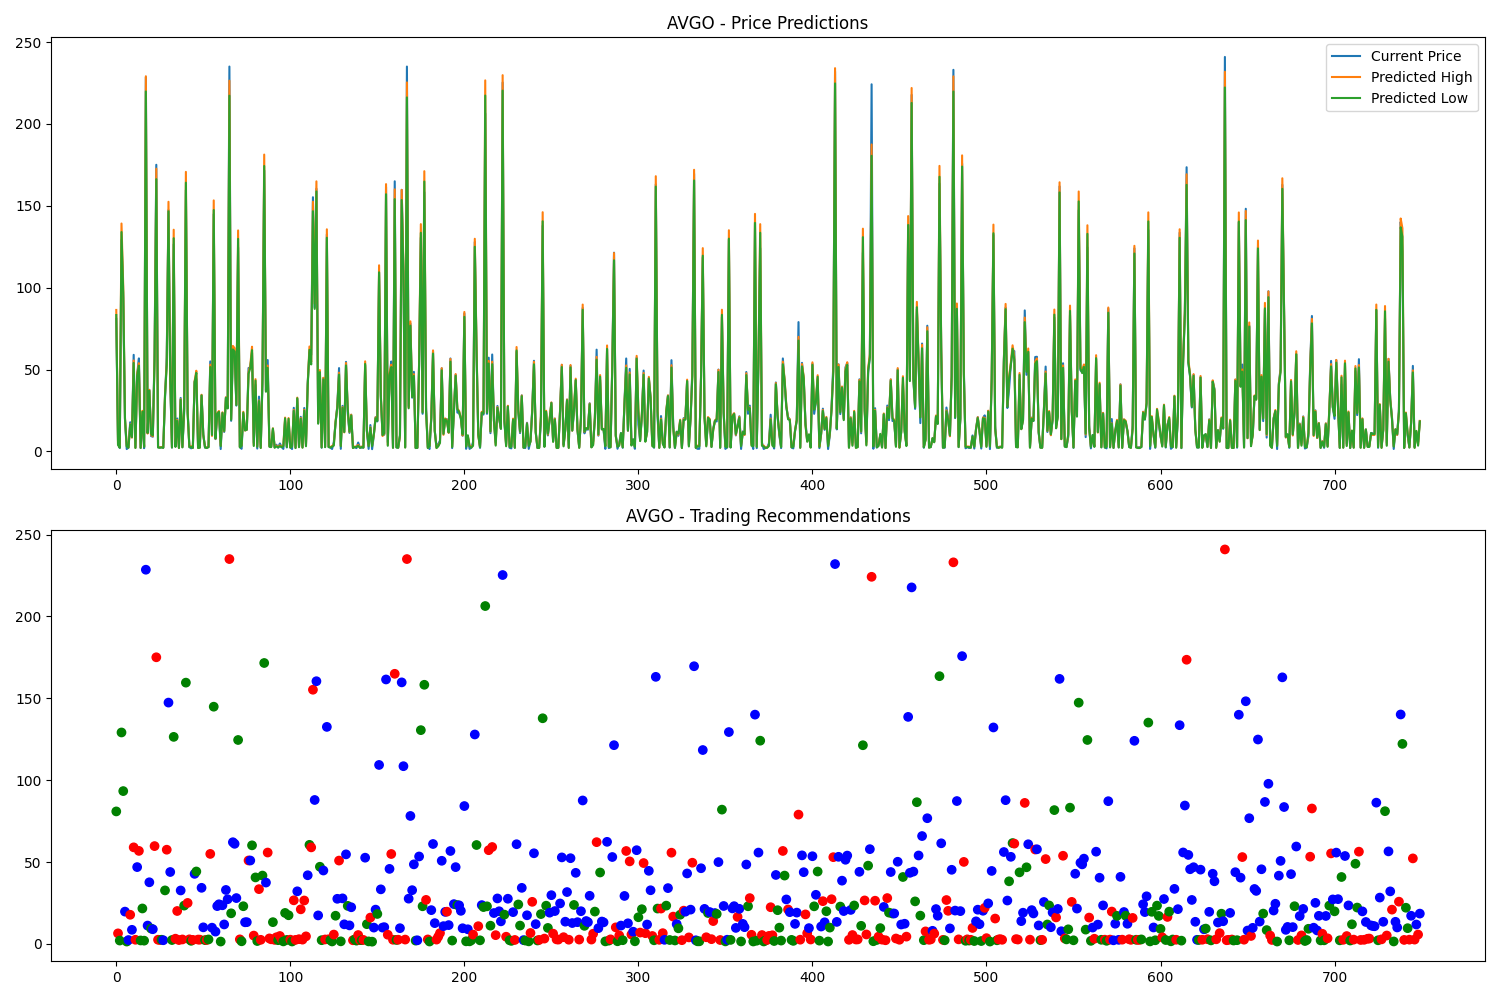 AVGO - Price Predictions
250
200
150
100
50
0
Current Price
Predicted High
Predicted Low
0 100 200 300 400 500 600 700
AVGO - Trading Recommendations
250
200
150
100
50
0
0 100 200 300 400 500 600 700